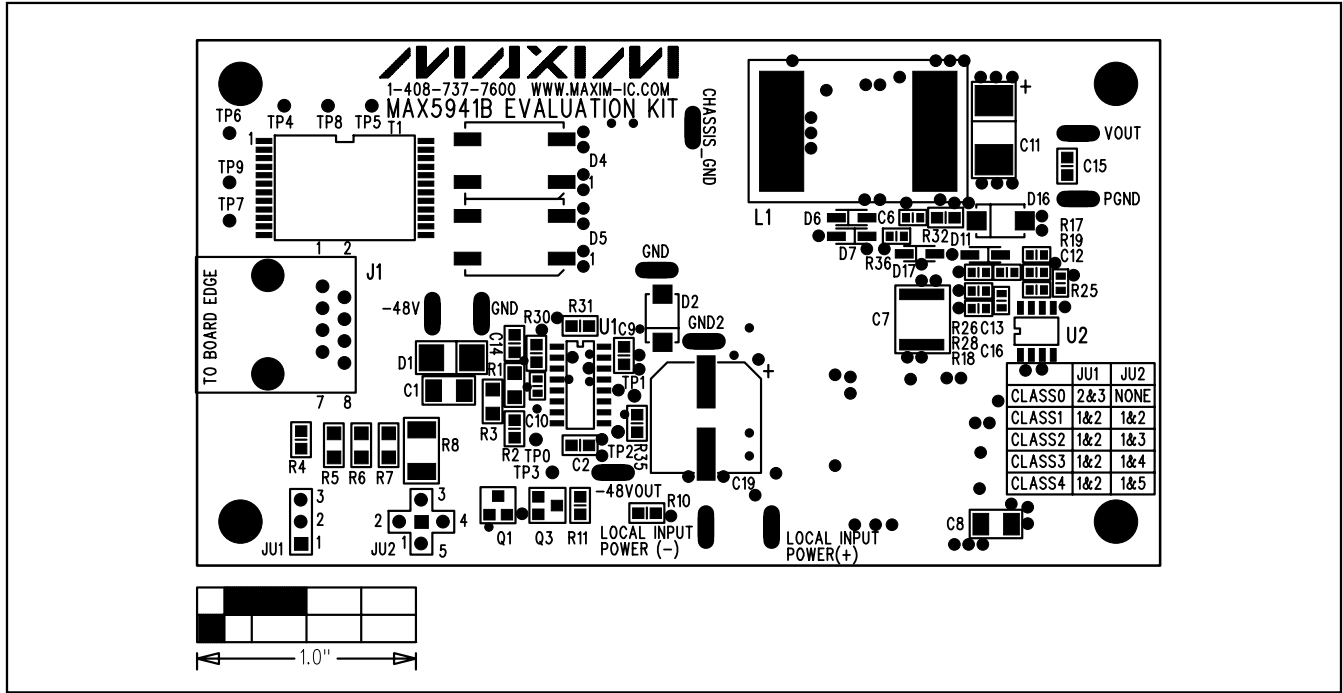 MAXIM
1-408-737-7600 WWW.MAXIM-IC.COM
MAX5941B EVALUATION KIT
TP6
TP4
TP8
TP5
T1
1
TP9
TP7
1 2
D4
1
D5
1
CHASSIS_GND
L1
+
C11
VOUT
C15
PGND
D16
D6
C6
R32
D11
D7
R36
D17
R17
R19
C12
R25
J1
TO BOARD EDGE
7 8
-48V
GND
GND
D2
GND2
R30
R31
U1
C9
C14
D1
R1
C1
R3
R2
C10
TP0
TP3
C2
TP1
TP2
R35
+
C19
C7
R26
C13
R28
C16
R18
U2
JU1 JU2
CLASS0 2&3 NONE
CLASS1 1&2 1&2
CLASS2 1&2 1&3
CLASS3 1&2 1&4
CLASS4 1&2 1&5
R4
R5
R6
R7
R8
-48VOUT
3
2
1
JU1
3
2
4
1
5
JU2
Q1
Q3
R11
R10
LOCAL INPUT
POWER (-)
LOCAL INPUT
POWER(+)
C8
1.0"